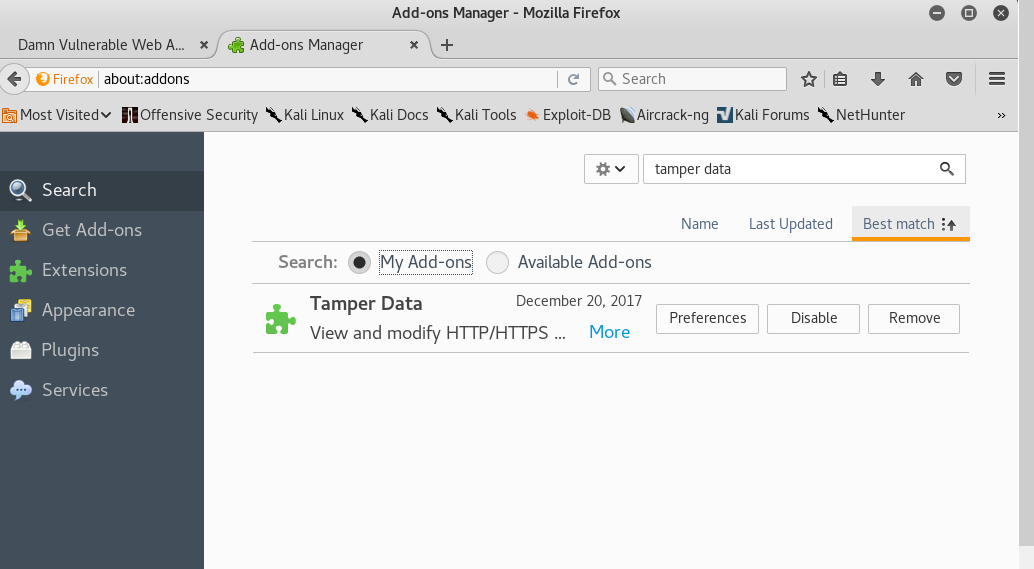 Add-ons Manager - Mozilla Firefox
Damn Vulnerable Web A... Add-ons Manager
Firefox about:addons Search
Most Visited Offensive Security Kali Linux Kali Docs Kali Tools Exploit-DB Aircrack-ng Kali Forums NetHunter »
tamper data
Search
Get Add-ons
Extensions
Appearance
Plugins
Services
Name Last Updated Best match
Search: My Add-ons Available Add-ons
Tamper Data December 20, 2017
View and modify HTTP/HTTPS ... More
Preferences Disable Remove